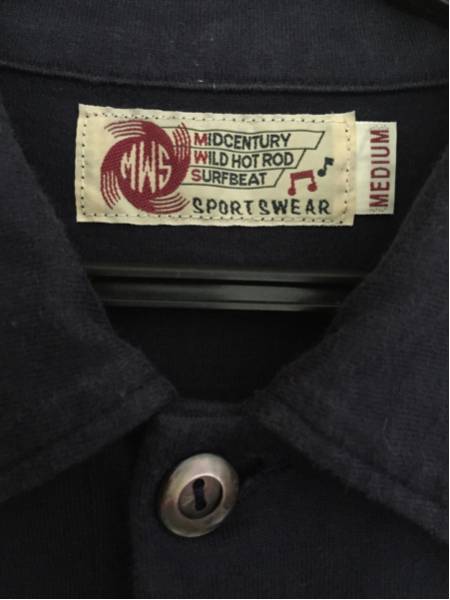 MWS
MIDCENTURY
WILD HOT ROD
SURFBEAT
SPORTSWEAR
MEDIUM